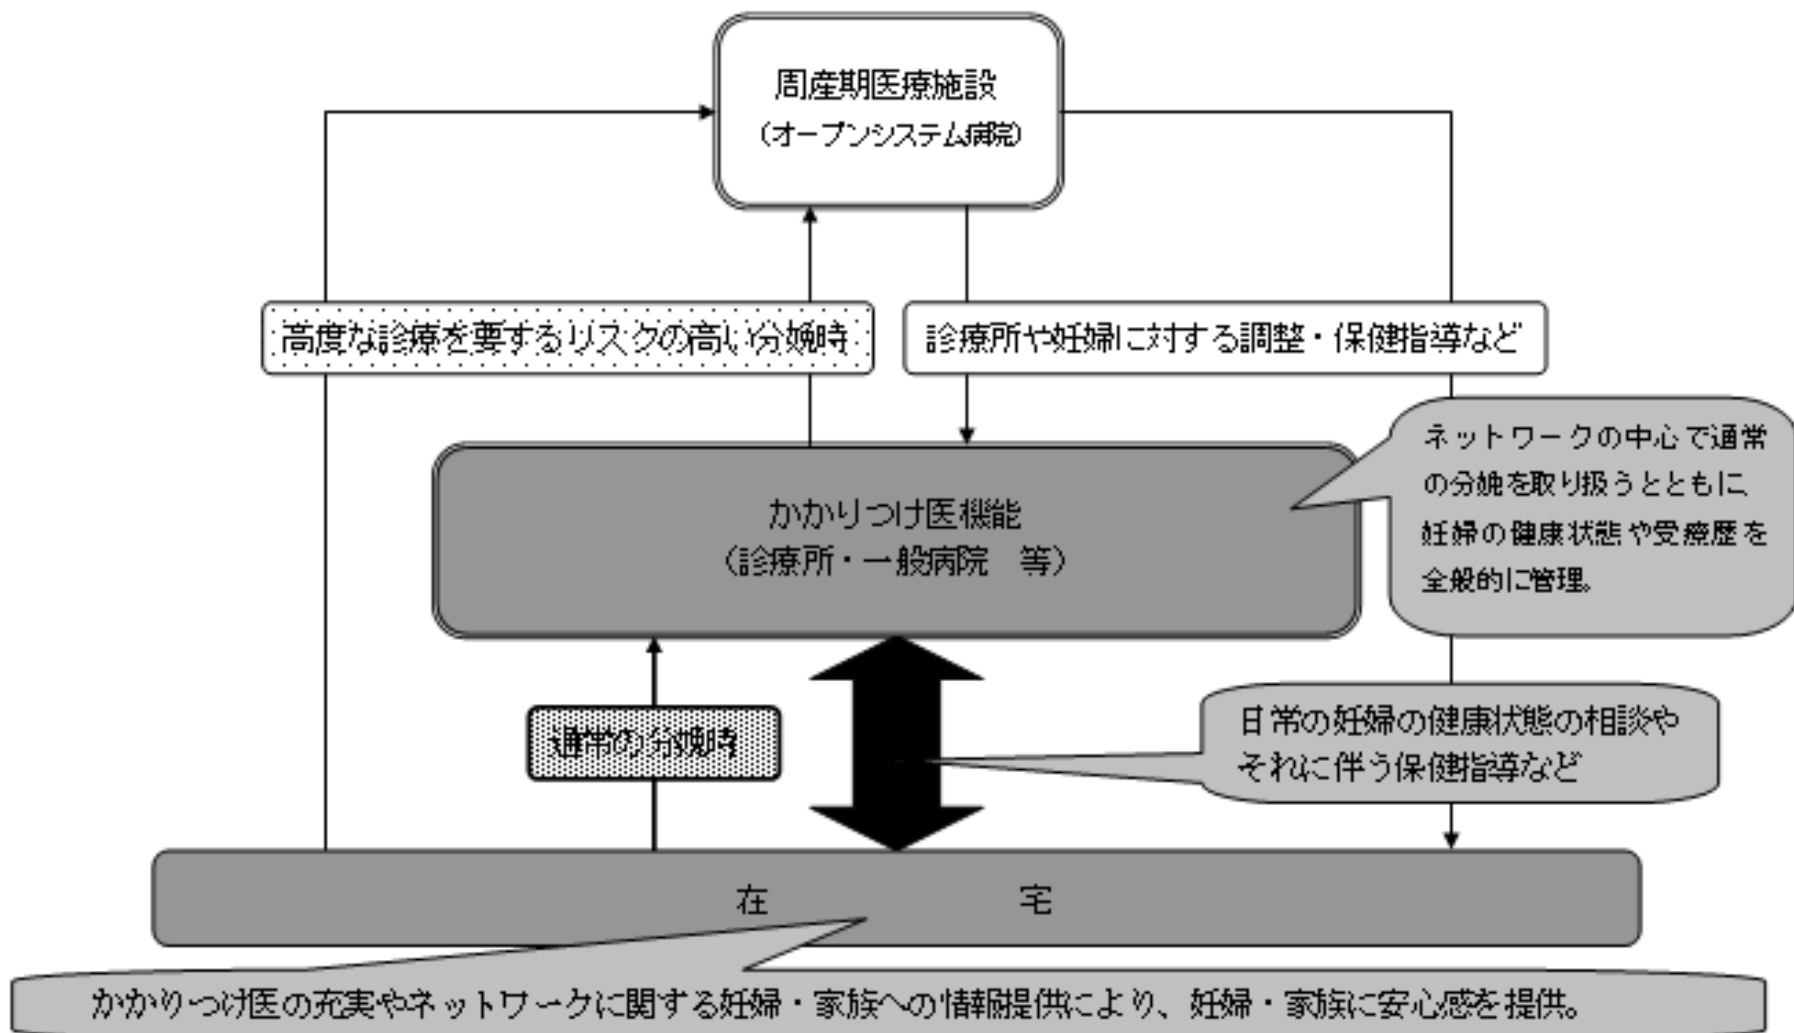 周産期医療施設
（オープンシステム病院）
高度な診療を要するリスクの高い分娩時
診療所や妊婦に対する調整・保健指導など
ネットワークの中心で通常
の分娩を取り扱うとともに、
妊婦の健康状態や受療歴を
全般的に管理。
かかりつけ医機能
（診療所・一般病院　等）
通常の分娩時
日常の妊婦の健康状態の相談や
それに伴う保健指導など
在　宅
かかりつけ医の充実やネットワークに関する妊婦・家族への情報提供により、妊婦・家族に安心感を提供。